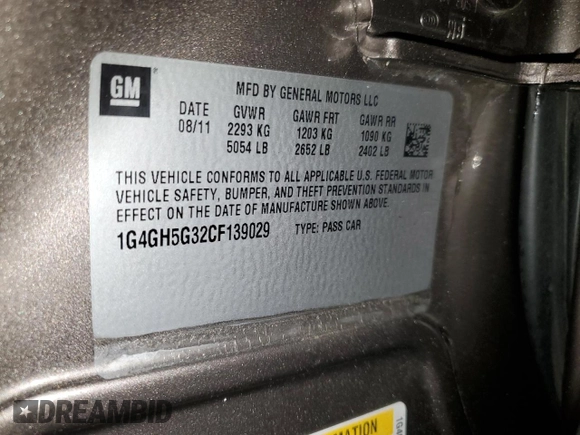 GM
MFD BY GENERAL MOTORS LLC
DATE GVWR GAWR FRT GAWR RR
08/11 2293 KG 1203 KG 1090 KG
5054 LB 2652 LB 2402 LB
THIS VEHICLE CONFORMS TO ALL APPLICABLE U.S. FEDERAL MOTOR
VEHICLE SAFETY, BUMPER, AND THEFT PREVENTION STANDARDS IN
EFFECT ON THE DATE OF MANUFACTURE SHOWN ABOVE.
1G4GH5G32CF139029 TYPE: PASS CAR
DREAMBID